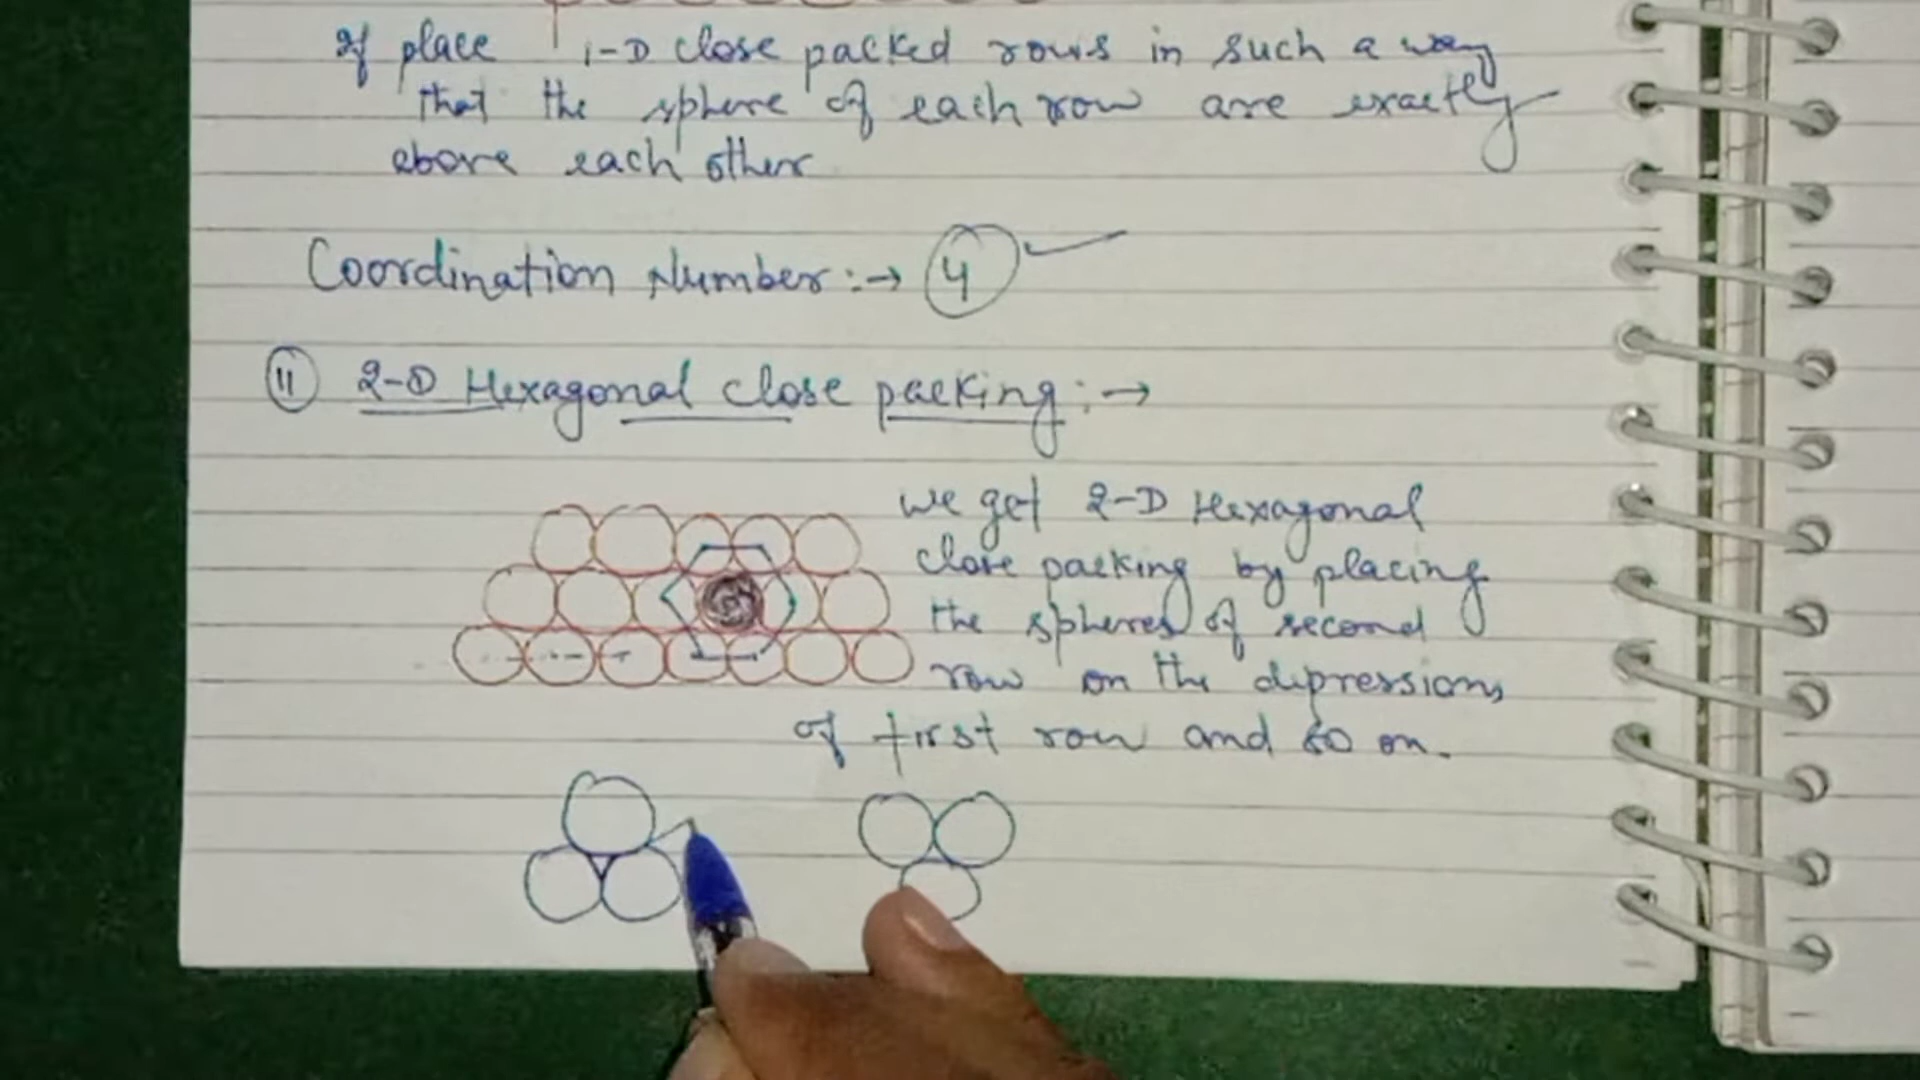 If place 1-D close packed rows in such a way
that the sphere of each row are exactly
above each other
Coordination Number :→ 4
(II) 2-D Hexagonal close packing :→
We get 2-D Hexagonal
close packing by placing
the spheres of second
row on the depressions
of first row and so on.